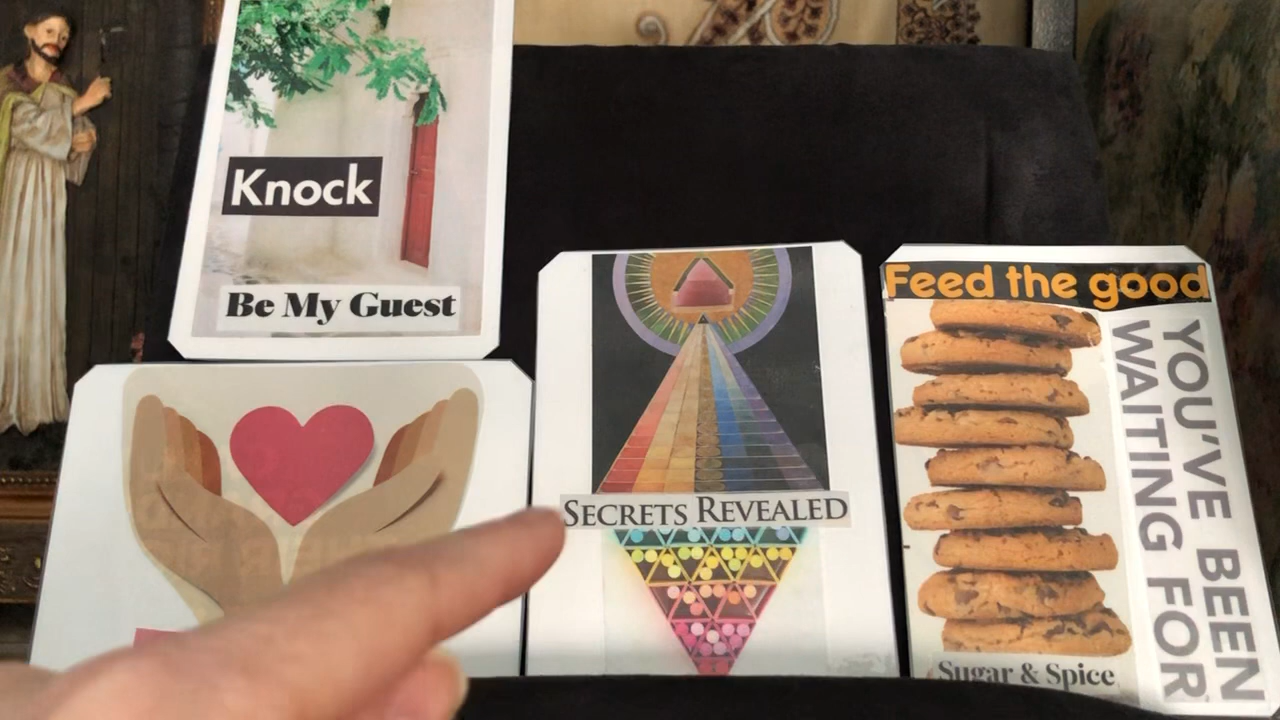 Knock
Be My Guest
SECRETS REVEALED
Feed the good
YOU'VE BEEN
WAITING FOR
Sugar & Spice